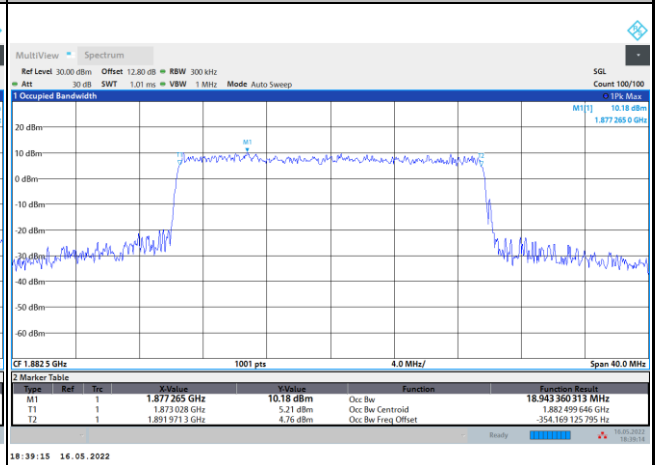 MultiView Spectrum
Ref Level 30.00 dBm Offset 12.80 dB RBW 300 kHz SGL
Att 30 dB SWT 1.01 ms VBW 1 MHz Mode Auto Sweep Count 100/100
1 Occupied Bandwidth 1Pk Max
M1[1] 10.18 dBm
1.877 265 0 GHz
20 dBm
M1
10 dBm
0 dBm
-10 dBm
-20 dBm
-30 dBm
-40 dBm
-50 dBm
-60 dBm
CF 1.882 5 GHz 1001 pts 4.0 MHz/ Span 40.0 MHz
2 Marker Table
Type Ref Trc X-Value Y-Value Function Function Result
M1 1 1.877 265 GHz 10.18 dBm Occ Bw 18.943 360 313 MHz
T1 1 1.873 028 GHz 5.21 dBm Occ Bw Centroid 1.882 499 646 GHz
T2 1 1.891 971 3 GHz 4.76 dBm Occ Bw Freq Offset -354.169 125 795 Hz
Ready 16.05.2022
18:39:14
18:39:15 16.05.2022